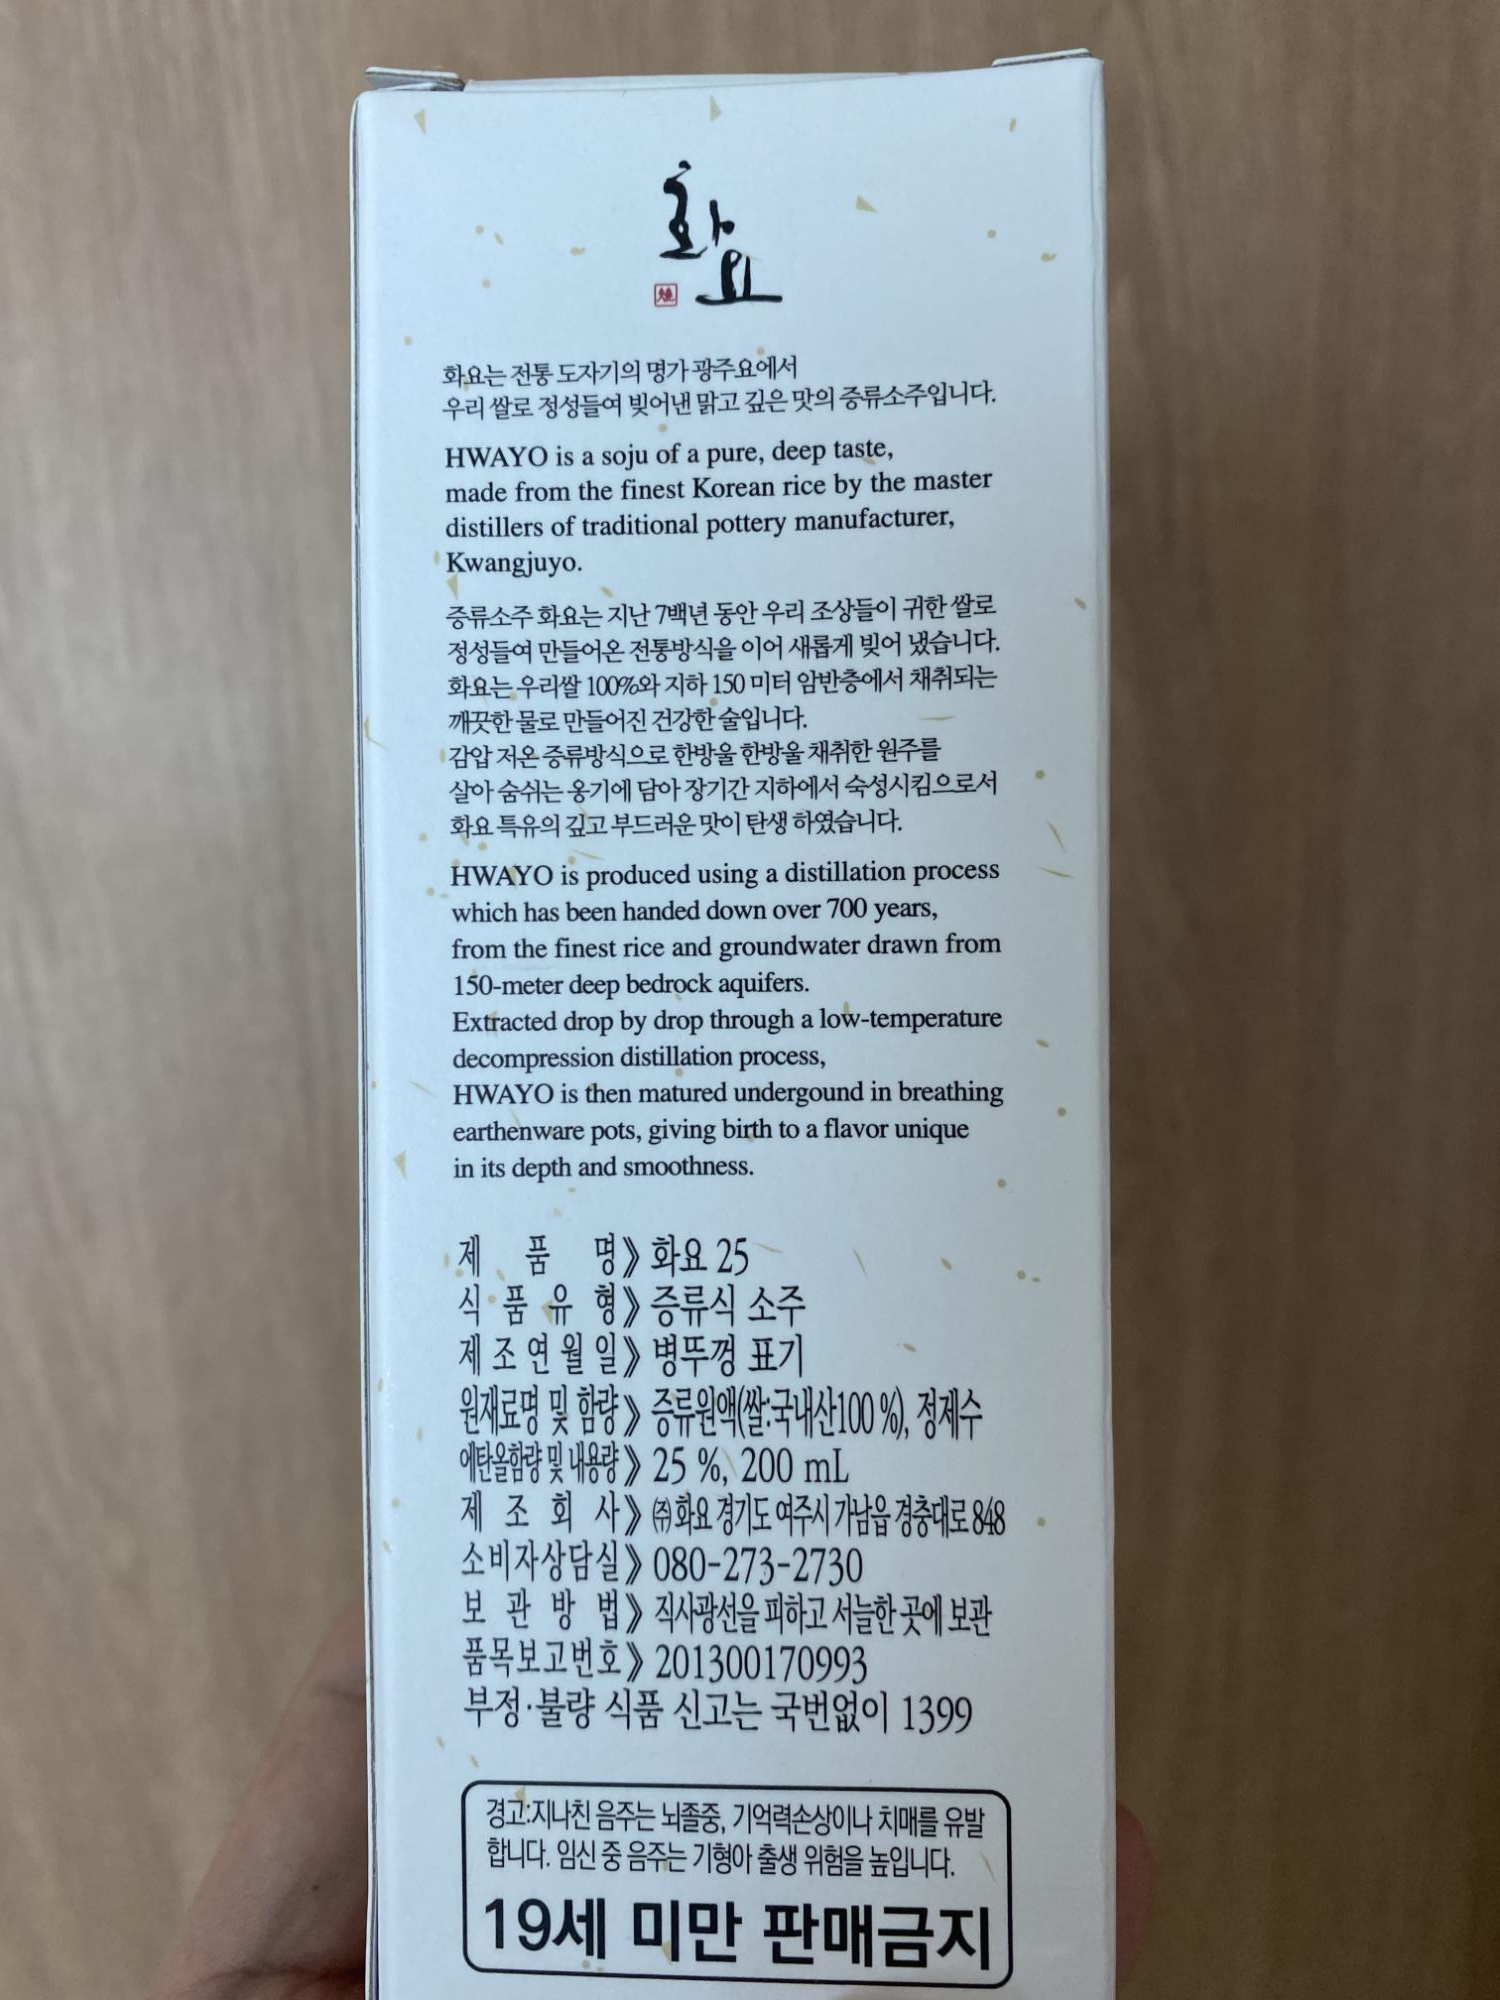 화요
화요는 전통 도자기의 명가 광주요에서
우리 쌀로 정성들여 빚어낸 맑고 깊은 맛의 증류소주입니다.
HWAYO is a soju of a pure, deep taste,
made from the finest Korean rice by the master
distillers of traditional pottery manufacturer,
Kwangjuyo.
증류소주 화요는 지난 7백년 동안 우리 조상들이 귀한 쌀로
정성들여 만들어온 전통방식을 이어 새롭게 빚어 냈습니다.
화요는 우리쌀 100%와 지하 150 미터 암반층에서 채취되는
깨끗한 물로 만들어진 건강한 술입니다.
감압 저온 증류방식으로 한방울 한방울 채취한 원주를
살아 숨쉬는 옹기에 담아 장기간 지하에서 숙성시킴으로서
화요 특유의 깊고 부드러운 맛이 탄생 하였습니다.
HWAYO is produced using a distillation process
which has been handed down over 700 years,
from the finest rice and groundwater drawn from
150-meter deep bedrock aquifers.
Extracted drop by drop through a low-temperature
decompression distillation process,
HWAYO is then matured undergound in breathing
earthenware pots, giving birth to a flavor unique
in its depth and smoothness.
제 품 명》 화요 25
식 품 유 형》 증류식 소주
제 조 연 월 일》 병뚜껑 표기
원재료명 및 함량》 증류원액(쌀:국내산100 %), 정제수
에탄올함량 및 내용량》 25 %, 200 mL
제 조 회 사》 ㈜화요 경기도 여주시 가남읍 경충대로 848
소비자상담실》 080-273-2730
보 관 방 법》 직사광선을 피하고 서늘한 곳에 보관
품목보고번호》 201300170993
부정·불량 식품 신고는 국번없이 1399
경고:지나친 음주는 뇌졸중, 기억력손상이나 치매를 유발
합니다. 임신 중 음주는 기형아 출생 위험을 높입니다.
19세 미만 판매금지